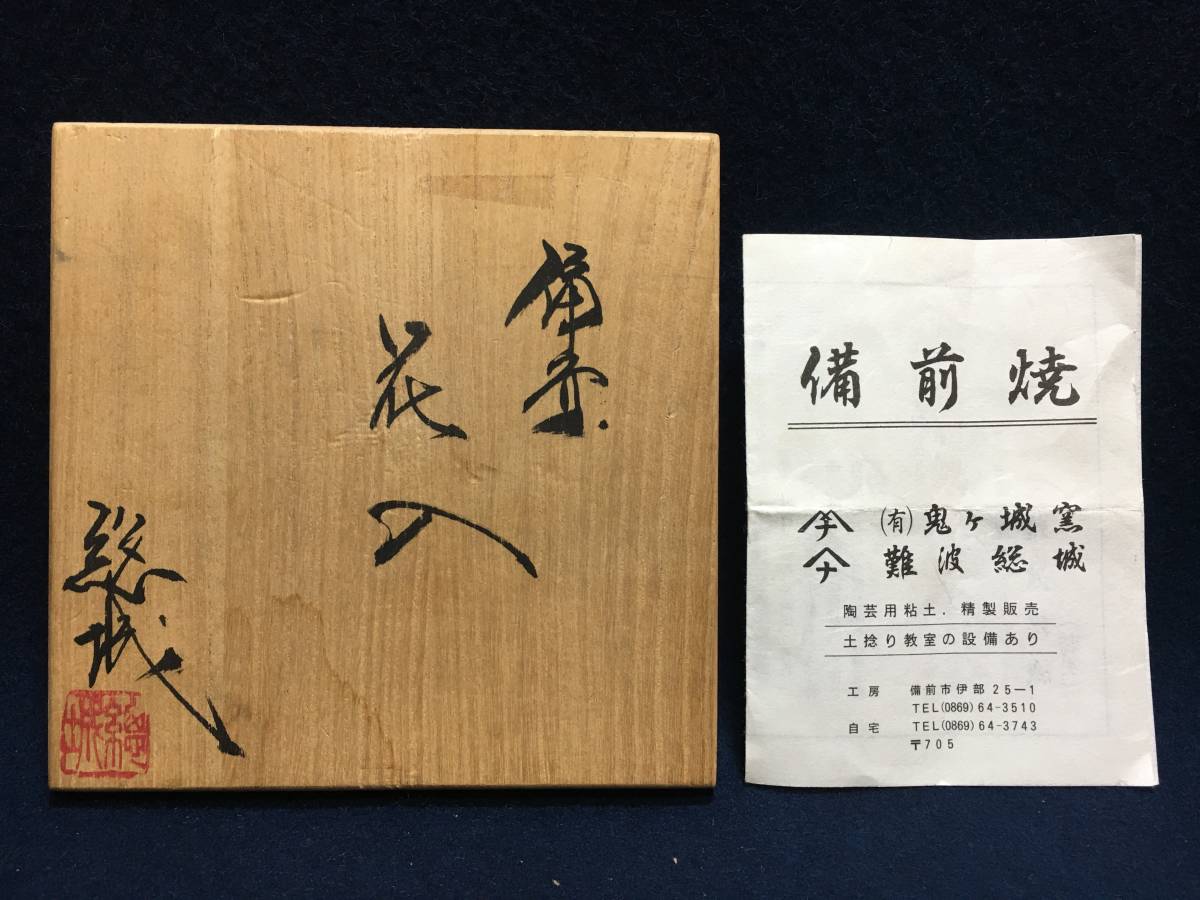 備前
花
入
総城
総城
備前焼
(有)鬼ヶ城窯
難波総城
陶芸用粘土．精製販売
土捻り教室の設備あり
工房 備前市伊部25−1
TEL(0869)64-3510
自宅 TEL(0869)64-3743
〒705